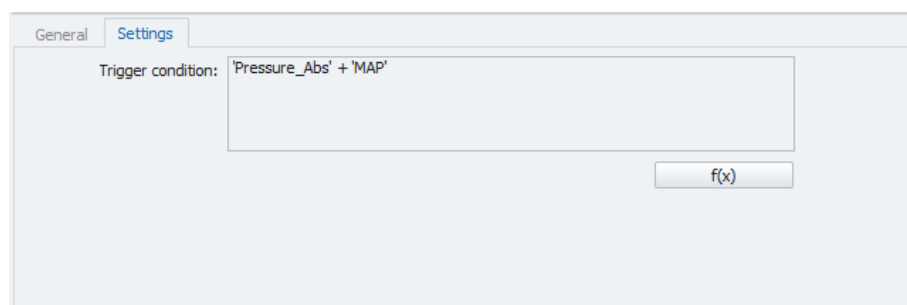 General Settings
Trigger condition: 'Pressure_Abs' + 'MAP'
f(x)